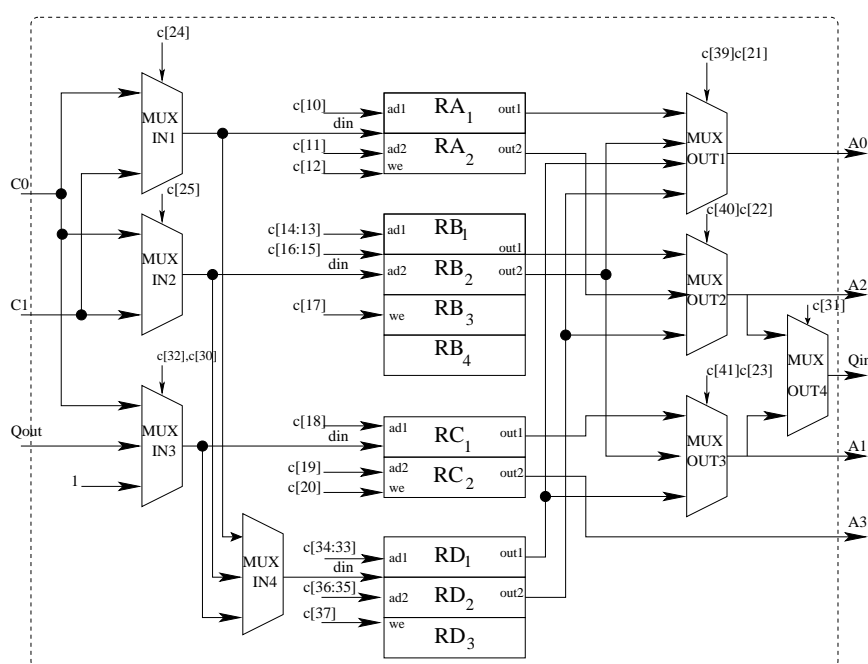 c[24]
c[39]c[21]
MUX
IN1
c[10]
ad1
RA1
out1
din
c[11]
ad2
RA2
out2
c[12]
we
MUX
OUT1
A0
C0
c[25]
c[40]c[22]
MUX
IN2
c[14:13]
ad1
RB1
c[16:15]
out1
din
ad2
RB2
out2
MUX
OUT2
A2
C1
c[17]
we
RB3
c[31]
RB4
MUX
OUT4
Qin
c[32],c[30]
c[41]c[23]
MUX
IN3
Qout
1
c[18]
ad1
RC1
out1
din
c[19]
ad2
RC2
out2
c[20]
we
MUX
OUT3
A1
A3
MUX
IN4
c[34:33]
ad1
RD1
out1
din
c[36:35]
ad2
RD2
out2
c[37]
we
RD3